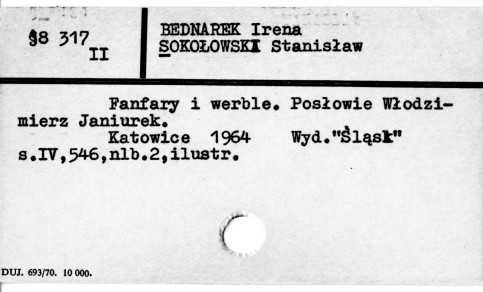 98 317
II
BEDNAREK Irena
SOKOŁOWSKI Stanisław
Fanfary i werble. Posłowie Włodzi-
mierz Janiurek.
Katowice 1964 Wyd."Śląsk"
s.IV,546,nlb.2,ilustr.
DUJ. 693/70. 10 000.